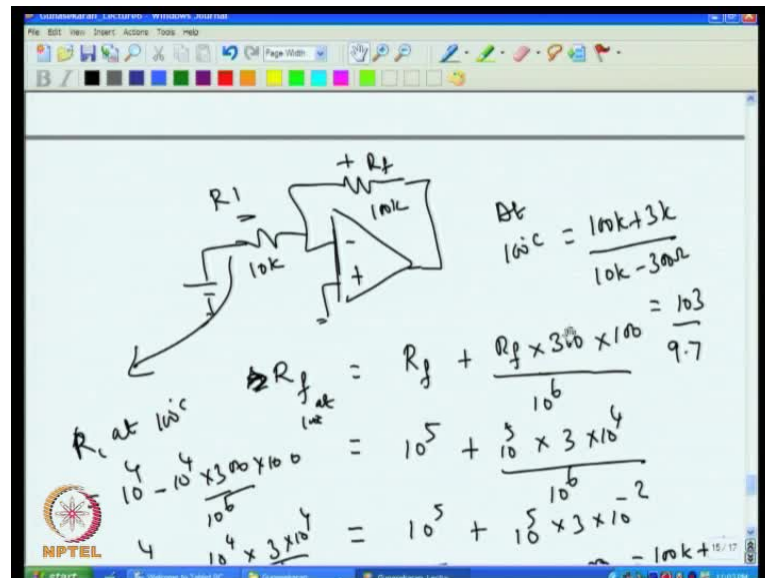 Gunasekaran_Lecture6 - Windows Journal
File Edit View Insert Actions Tools Help
Page Width
B I
+ Rf
R1
100k
10k
-
+
At
100°C = 100k+3k
10k - 300Ω
= 103
9.7
Rf at 100°C = Rf + Rf × 300 × 100
10^6
R1 at 100°C
= 10^5 + 10^5 × 3 × 10^4
10^6
= 10^4 - 10^4 × 300 × 100
10^6
= 10^5 + 10^5 × 3 × 10^-2
4 10^4 × 3×10^4
= 100k +
15 / 17
NPTEL
start
Gunasekaran
Gunasekaran_Lectu...